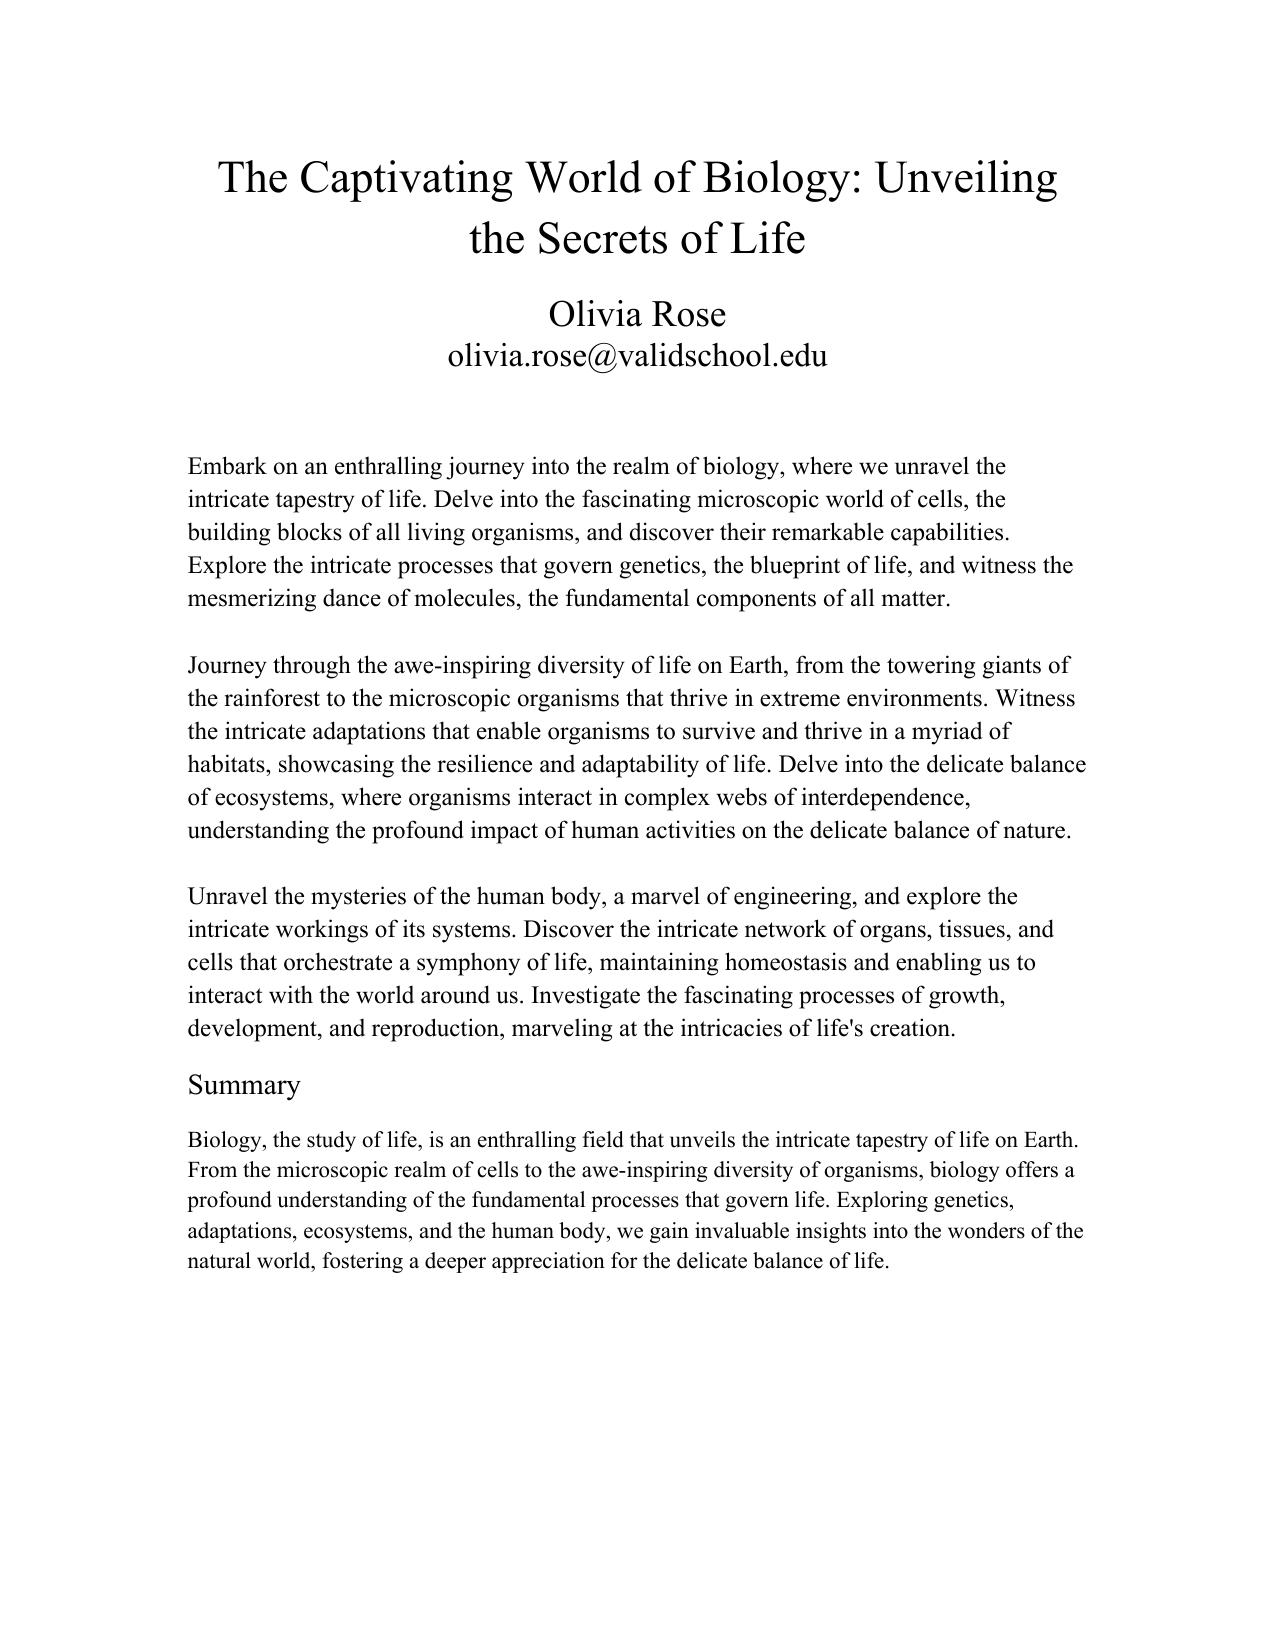 The Captivating World of Biology: Unveiling
the Secrets of Life
Olivia Rose
olivia.rose@validschool.edu
Embark on an enthralling journey into the realm of biology, where we unravel the
intricate tapestry of life. Delve into the fascinating microscopic world of cells, the
building blocks of all living organisms, and discover their remarkable capabilities.
Explore the intricate processes that govern genetics, the blueprint of life, and witness the
mesmerizing dance of molecules, the fundamental components of all matter.
Journey through the awe-inspiring diversity of life on Earth, from the towering giants of
the rainforest to the microscopic organisms that thrive in extreme environments. Witness
the intricate adaptations that enable organisms to survive and thrive in a myriad of
habitats, showcasing the resilience and adaptability of life. Delve into the delicate balance
of ecosystems, where organisms interact in complex webs of interdependence,
understanding the profound impact of human activities on the delicate balance of nature.
Unravel the mysteries of the human body, a marvel of engineering, and explore the
intricate workings of its systems. Discover the intricate network of organs, tissues, and
cells that orchestrate a symphony of life, maintaining homeostasis and enabling us to
interact with the world around us. Investigate the fascinating processes of growth,
development, and reproduction, marveling at the intricacies of life's creation.
Summary
Biology, the study of life, is an enthralling field that unveils the intricate tapestry of life on Earth.
From the microscopic realm of cells to the awe-inspiring diversity of organisms, biology offers a
profound understanding of the fundamental processes that govern life. Exploring genetics,
adaptations, ecosystems, and the human body, we gain invaluable insights into the wonders of the
natural world, fostering a deeper appreciation for the delicate balance of life.